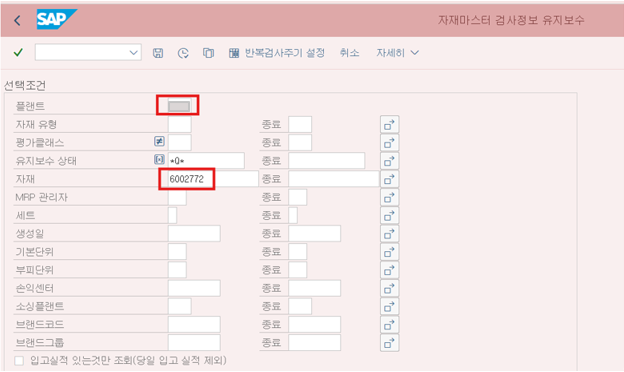 SAP 자재마스터 검사정보 유지보수
반복검사주기 설정 취소 자세히
선택조건
플랜트
자재 유형 종료
평가클래스 종료
유지보수 상태 *Q* 종료
자재 6002772 종료
MRP 관리자 종료
세트 종료
생성일 종료
기본단위 종료
부피단위 종료
손익센터 종료
소싱플랜트 종료
브랜드코드 종료
브랜드그룹 종료
입고실적 있는것만 조회(당일 입고 실적 제외)